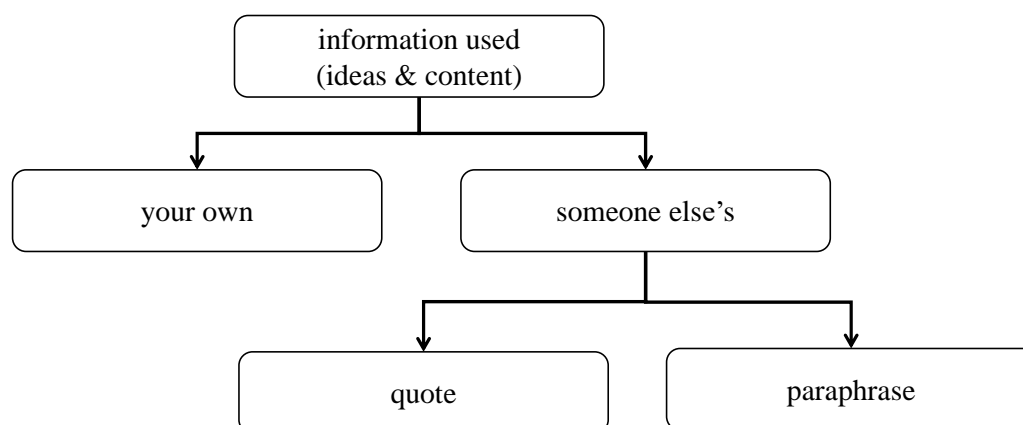 information used
(ideas & content)
your own
someone else’s
quote
paraphrase